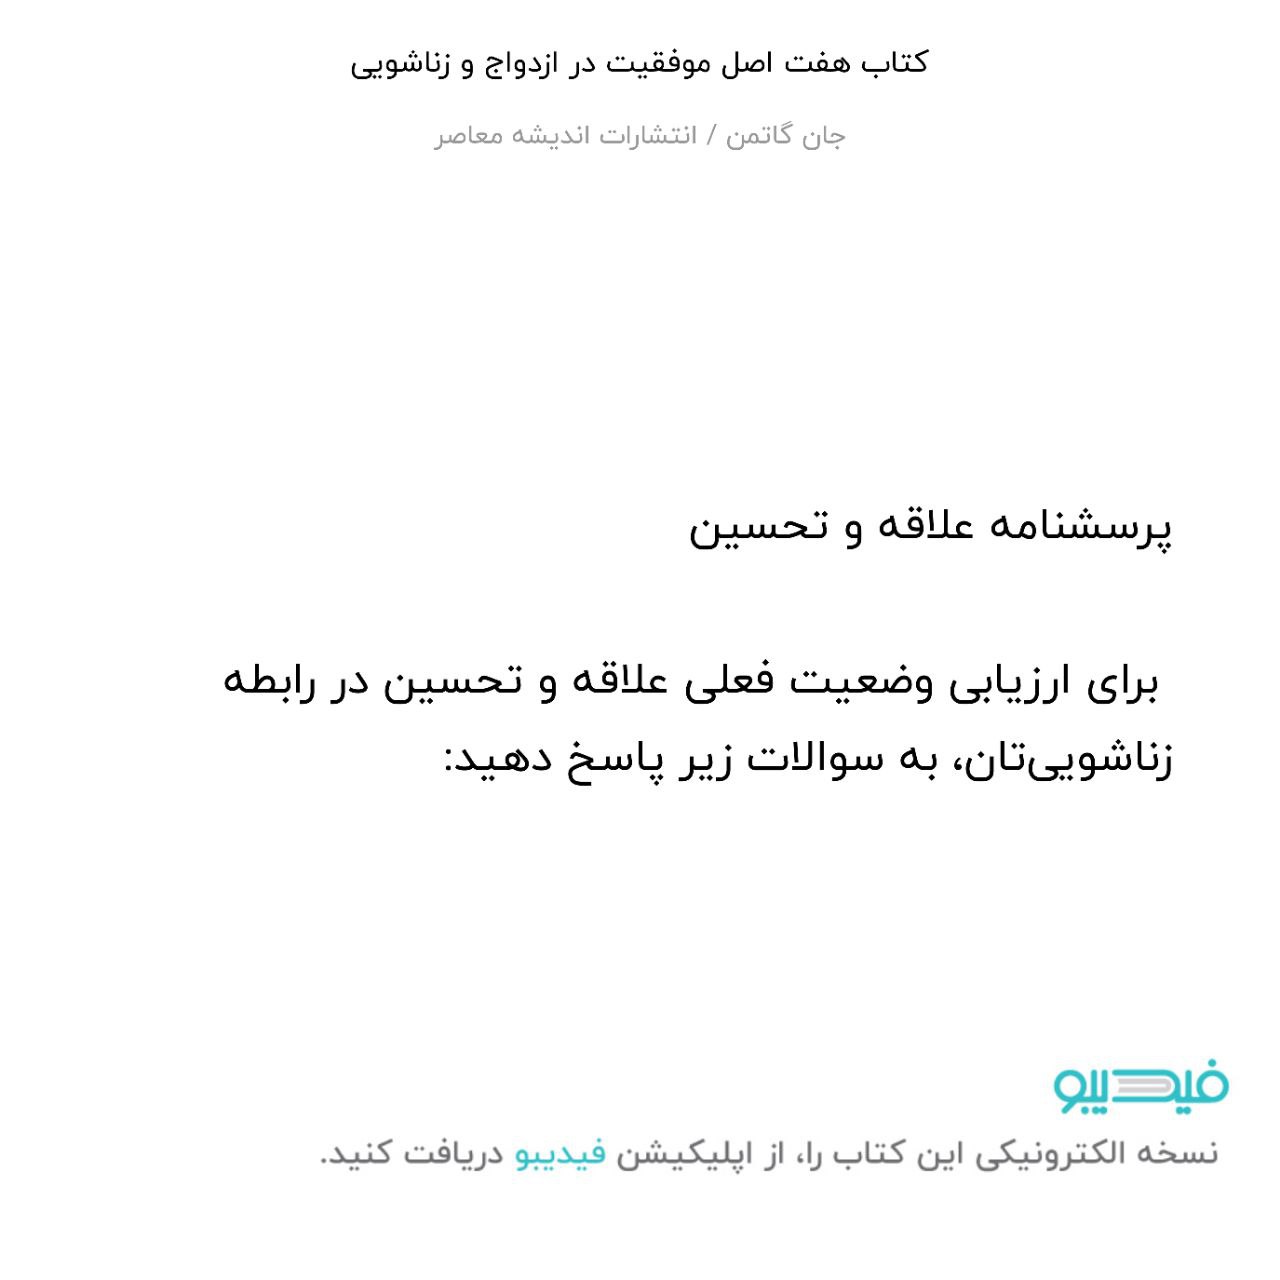 کتاب هفت اصل موفقیت در ازدواج و زناشویی
جان گاتمن / انتشارات اندیشه معاصر
پرسشنامه علاقه و تحسین
برای ارزیابی وضعیت فعلی علاقه و تحسین در رابطه
زناشویی‌تان، به سوالات زیر پاسخ دهید:
فیدیبو
نسخه الکترونیکی این کتاب را، از اپلیکیشن فیدیبو دریافت کنید.